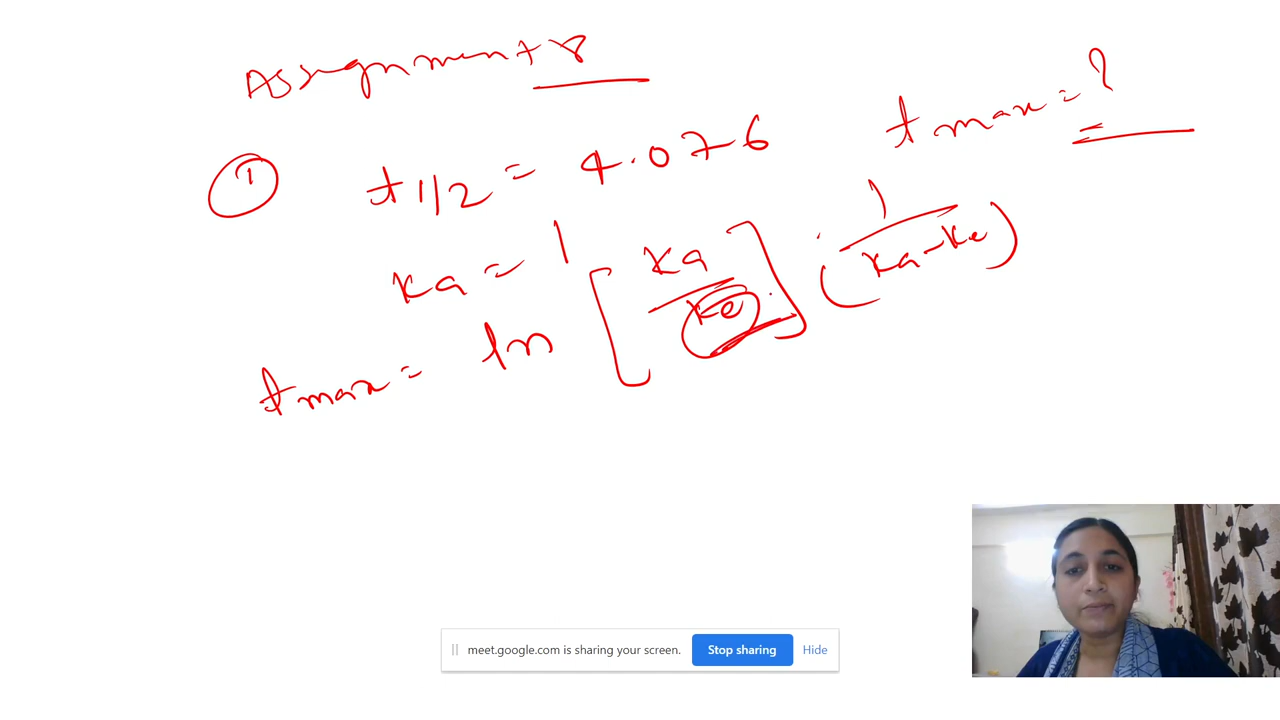 Assignment 8
① t1/2 = 4.076 tmax = ?
ka = 1
tmax = ln [ka/ke] . 1/(ka-ke)
meet.google.com is sharing your screen. Stop sharing Hide